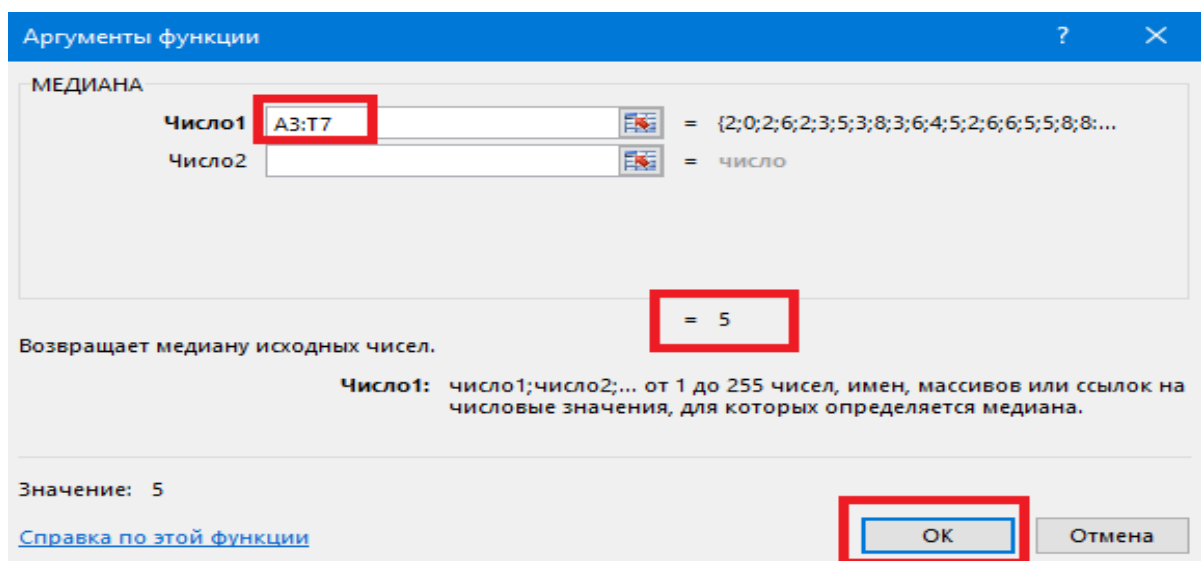 Аргументы функции ? ×
МЕДИАНА
Число1 A3:T7 = {2;0;2;6;2;3;5;3;8;3;6;4;5;2;6;6;5;5;8;8:...
Число2 = число
= 5
Возвращает медиану исходных чисел.
Число1: число1;число2;... от 1 до 255 чисел, имен, массивов или ссылок на
числовые значения, для которых определяется медиана.
Значение: 5
Справка по этой функции
ОК Отмена